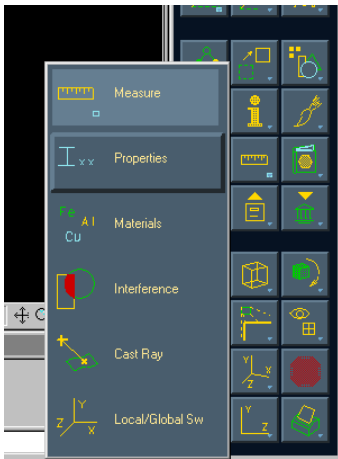 Measure
I x x
Properties
Fe
Al
Cu
Materials
Interference
Cast Ray
Y
Z
X
Local/Global Sw
i
Y
X
Z
Y
Z